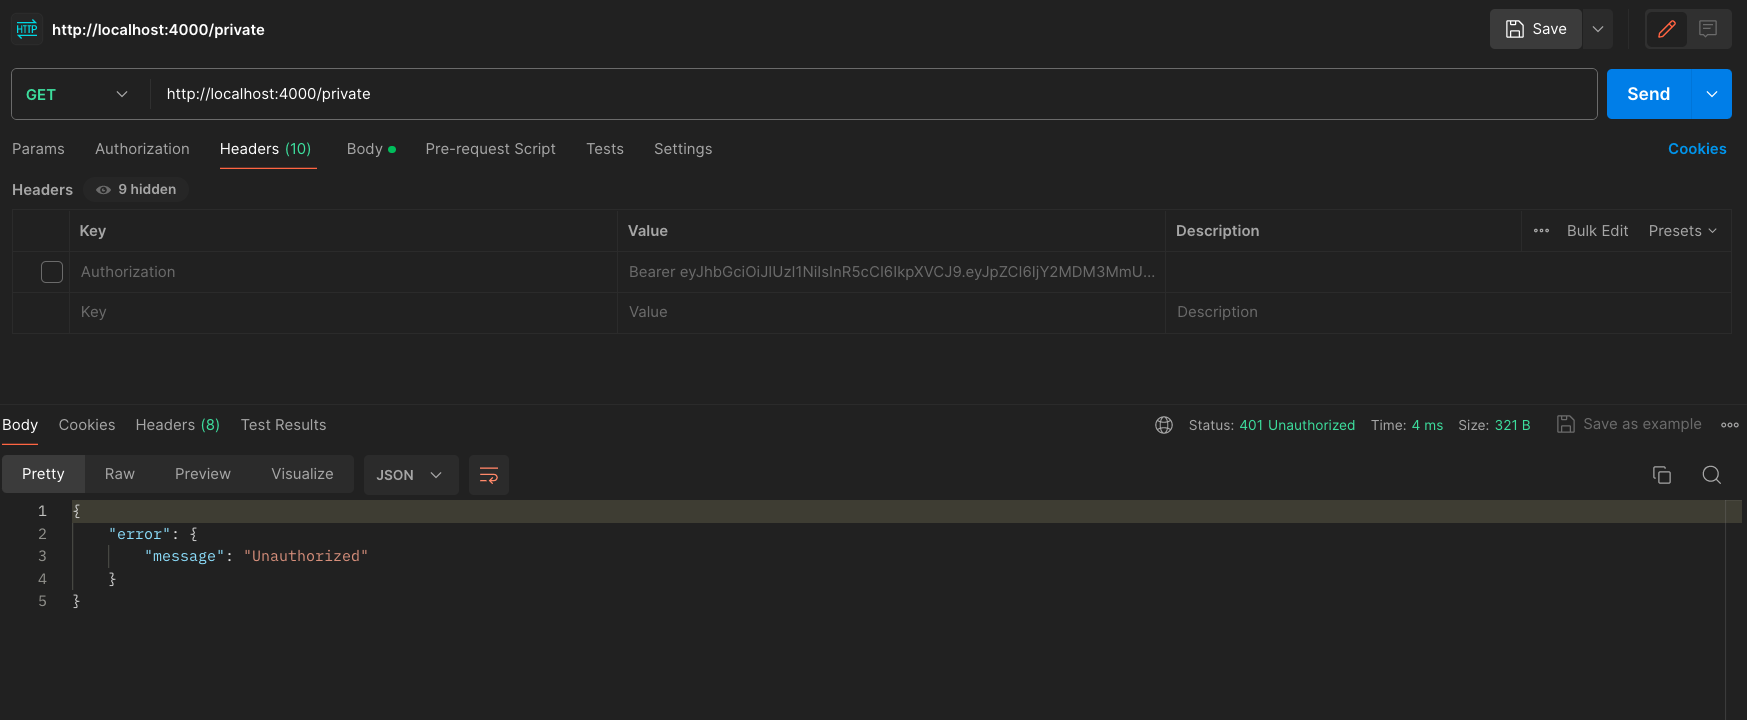 HTTP http://localhost:4000/private Save
GET http://localhost:4000/private Send
Params Authorization Headers (10) Body Pre-request Script Tests Settings Cookies
Headers 9 hidden
Key Value Description Bulk Edit Presets
Authorization Bearer eyJhbGciOiJIUzI1NiIsInR5cCI6IkpXVCJ9.eyJpZCI6IjY2MDM3MmU...
Key Value Description
Body Cookies Headers (8) Test Results Status: 401 Unauthorized Time: 4 ms Size: 321 B Save as example
Pretty Raw Preview Visualize JSON
1 {
2 "error": {
3 "message": "Unauthorized"
4 }
5 }